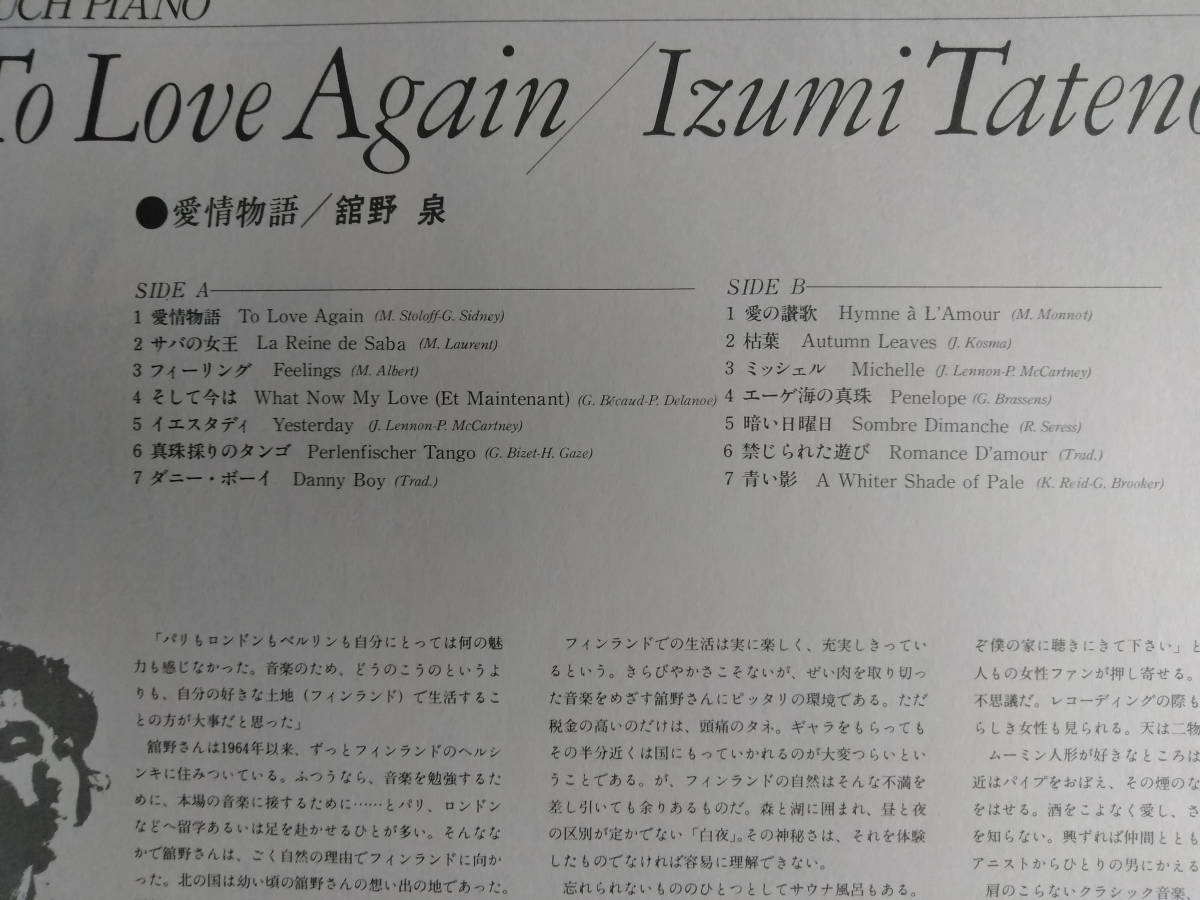 UCH PIANO
To Love Again / Izumi Tateno
●愛情物語／舘野 泉
SIDE A
1 愛情物語 To Love Again (M. Stoloff-G. Sidney)
2 サバの女王 La Reine de Saba (M. Laurent)
3 フィーリング Feelings (M. Albert)
4 そして今は What Now My Love (Et Maintenant) (G. Bécaud-P. Delanoe)
5 イエスタディ Yesterday (J. Lennon-P. McCartney)
6 真珠採りのタンゴ Perlenfischer Tango (G. Bizet-H. Gaze)
7 ダニー・ボーイ Danny Boy (Trad.)
SIDE B
1 愛の讃歌 Hymne à L'Amour (M. Monnot)
2 枯葉 Autumn Leaves (J. Kosma)
3 ミッシェル Michelle (J. Lennon-P. McCartney)
4 エーゲ海の真珠 Penelope (G. Brassens)
5 暗い日曜日 Sombre Dimanche (R. Seress)
6 禁じられた遊び Romance D'amour (Trad.)
7 青い影 A Whiter Shade of Pale (K. Reid-G. Brooker)
「パリもロンドンもベルリンも自分にとっては何の魅
力も感じなかった。音楽のため、どうのこうのというよ
りも、自分の好きな土地（フィンランド）で生活するこ
との方が大事だと思った」
舘野さんは1964年以来、ずっとフィンランドのヘルシ
ンキに住みついている。ふつうなら、音楽を勉強するた
めに、本場の音楽に接するために……とパリ、ロンドン
などへ留学あるいは足を赴かせるひとが多い。そんなな
かで舘野さんは、ごく自然の理由でフィンランドに向か
った。北の国は幼い頃の舘野さんの想い出の地であった。
フィンランドでの生活は実に楽しく、充実しきってい
るという。きらびやかさこそないが、ぜい肉を取り切っ
た音楽をめざす舘野さんにピッタリの環境である。ただ
税金の高いのだけは、頭痛のタネ。ギャラをもらっても
その半分近くは国にもっていかれるのが大変つらいとい
うことである。が、フィンランドの自然はそんな不満を
差し引いても余りあるものだ。森と湖に囲まれ、昼と夜
の区別が定かでない「白夜」。その神秘さは、それを体験
したものでなければ容易に理解できない。
忘れられないもののひとつとしてサウナ風呂もある。
ぞ僕の家に聴きにきて下さい」と
人もの女性ファンが押し寄せる。
不思議だ。レコーディングの際も
らしき女性も見られる。天は二物
ムーミン人形が好きなところは
近はパイプをおぼえ、その煙のな
をはせる。酒をこよなく愛し、さ
を知らない。興ずれば仲間ととも
アニストからひとりの男にかえる
肩のこらないクラシック音楽、